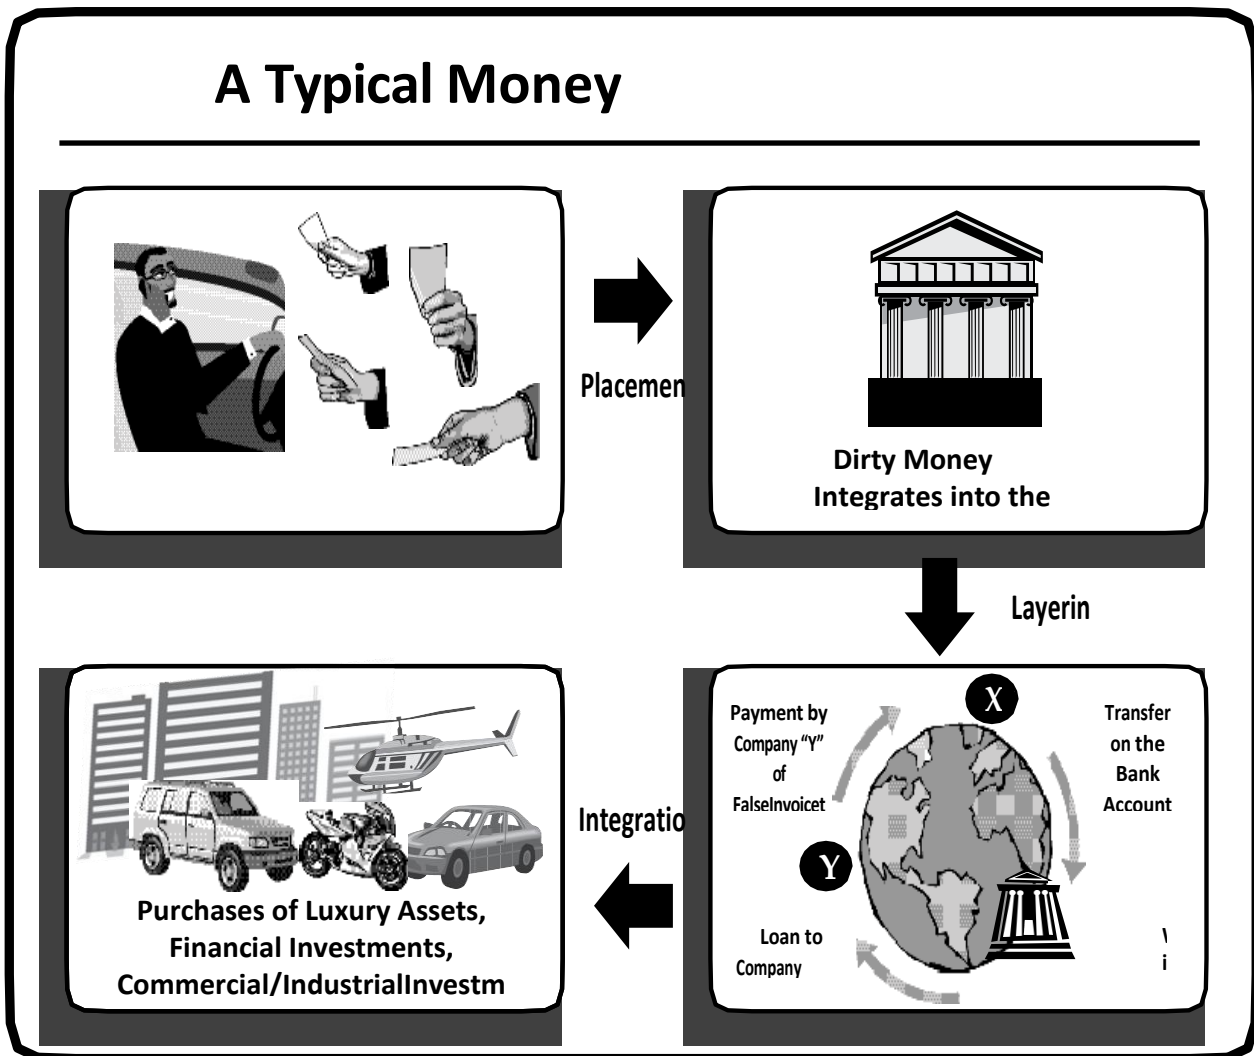 A Typical Money
Placemen
Dirty Money
Integrates into the
Layerin
X
Payment by
Company “Y”
of
FalseInvoicet
Transfer
on the
Bank
Account
Y
Loan to
Company
Integratio
Purchases of Luxury Assets,
Financial Investments,
Commercial/IndustrialInvestm